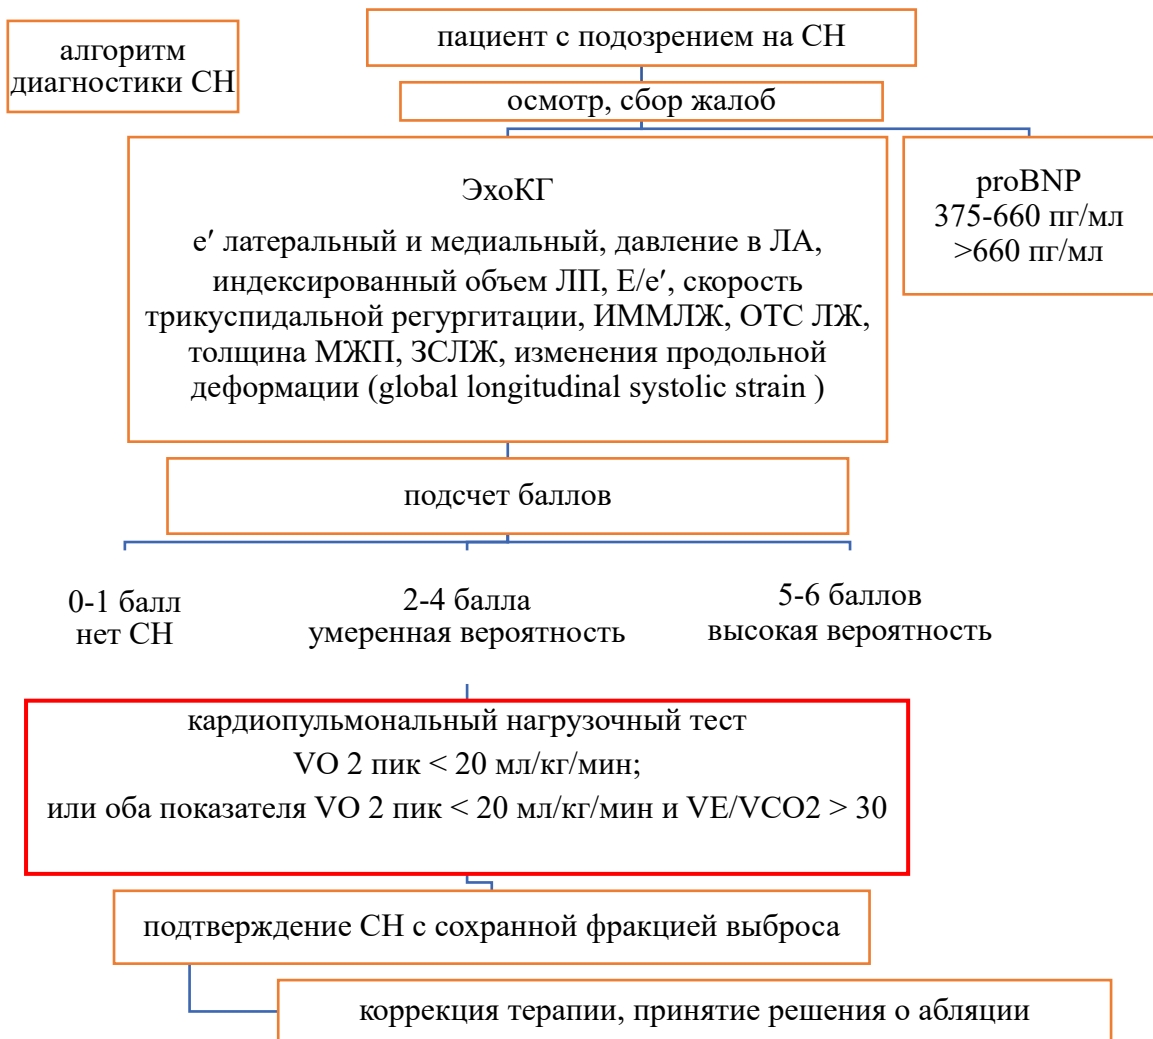 алгоритм
диагностики СН
пациент с подозрением на СН
осмотр, сбор жалоб
ЭхоКГ
e′ латеральный и медиальный, давление в ЛА,
индексированный объем ЛП, E/e′, скорость
трикуспидальной регургитации, ИММЛЖ, ОТС ЛЖ,
толщина МЖП, ЗСЛЖ, изменения продольной
деформации (global longitudinal systolic strain )
proBNP
375-660 пг/мл
>660 пг/мл
подсчет баллов
0-1 балл
нет СН
2-4 балла
умеренная вероятность
5-6 баллов
высокая вероятность
кардиопульмональный нагрузочный тест
VO 2 пик < 20 мл/кг/мин;
или оба показателя VO 2 пик < 20 мл/кг/мин и VE/VCO2 > 30
подтверждение СН с сохранной фракцией выброса
коррекция терапии, принятие решения о абляции